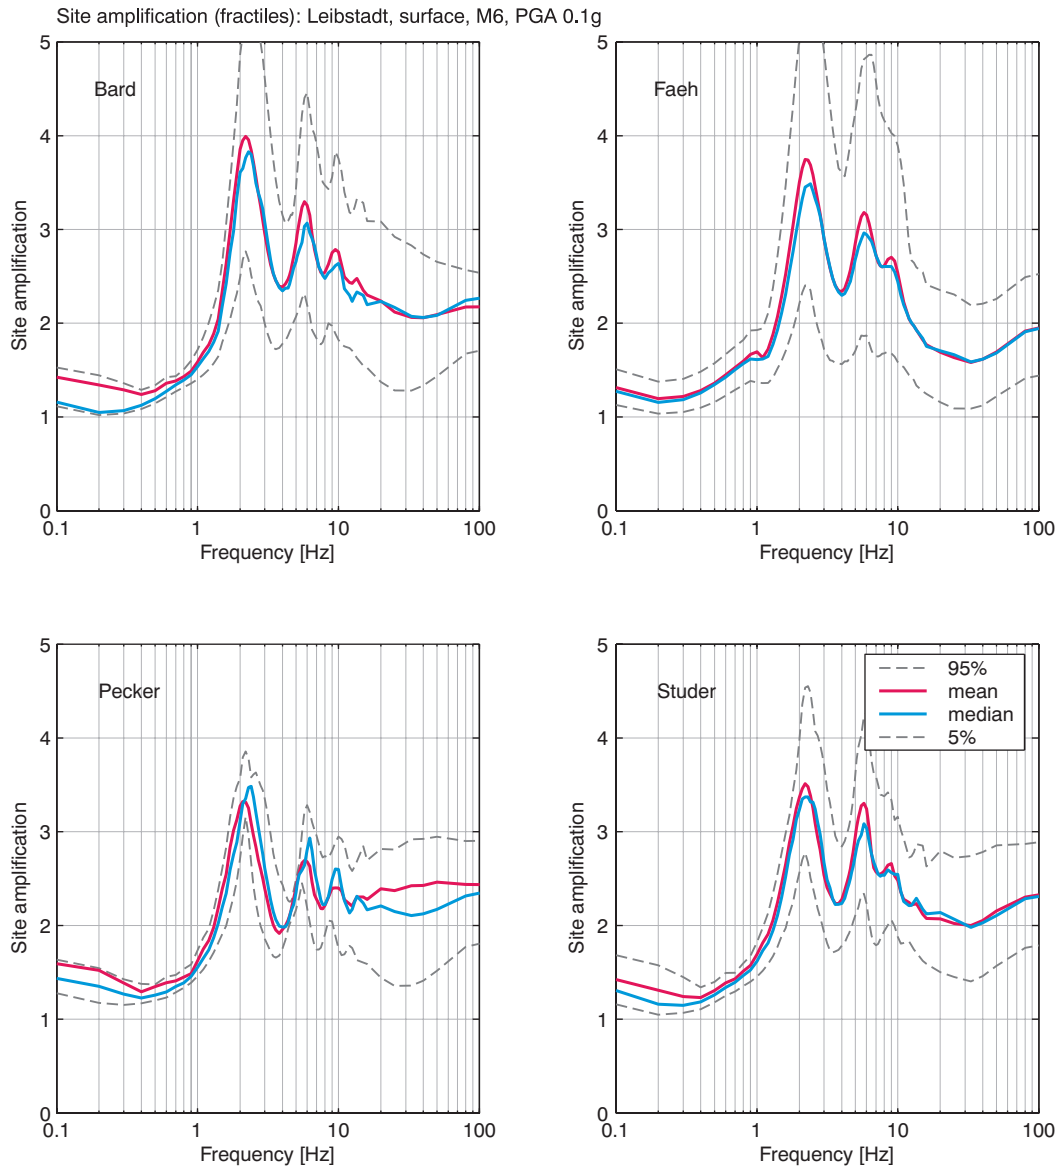 Site amplification (fractiles): Leibstadt, surface, M6, PGA 0.1g
Bard
Site amplification
5
4
3
2
1
0
0.1 1 10 100
Frequency [Hz]
Faeh
Site amplification
5
4
3
2
1
0
0.1 1 10 100
Frequency [Hz]
Pecker
Site amplification
5
4
3
2
1
0
0.1 1 10 100
Frequency [Hz]
Studer
Site amplification
5
4
3
2
1
0
0.1 1 10 100
Frequency [Hz]
95%
mean
median
5%